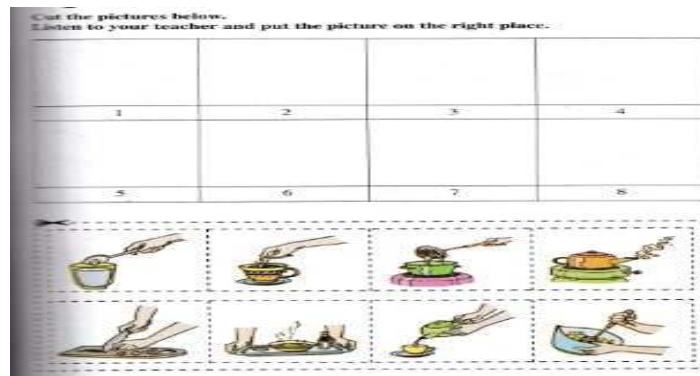 Cut the pictures below.
Listen to your teacher and put the picture on the right place.
1 2 3 4
5 6 7 8